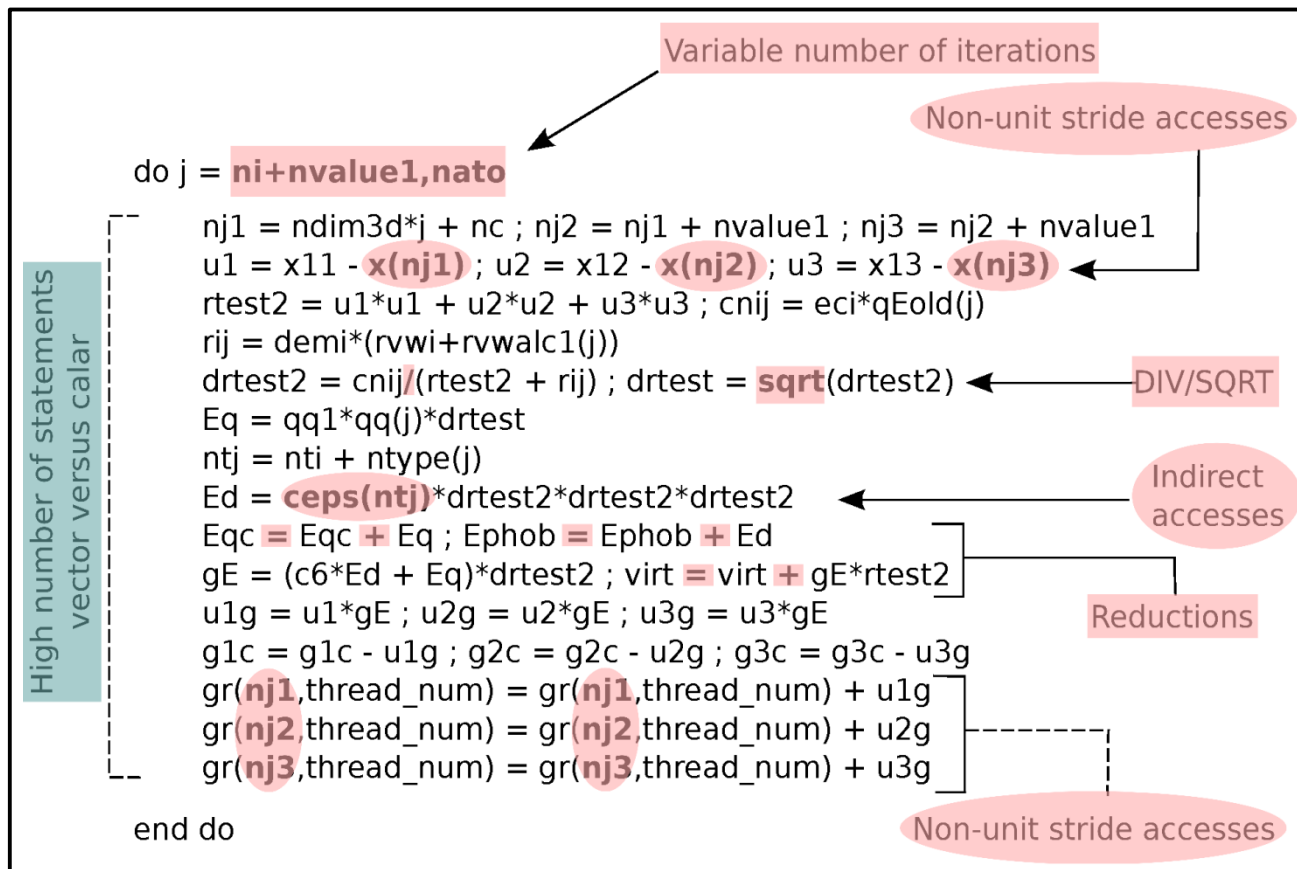 Variable number of iterations
Non-unit stride accesses
do j = ni+nvalue1,nato
High number of statements
vector versus calar
nj1 = ndim3d*j + nc ; nj2 = nj1 + nvalue1 ; nj3 = nj2 + nvalue1
u1 = x11 - x(nj1) ; u2 = x12 - x(nj2) ; u3 = x13 - x(nj3)
rtest2 = u1*u1 + u2*u2 + u3*u3 ; cnij = eci*qEold(j)
rij = demi*(rvwi+rvwalc1(j))
drtest2 = cnij/(rtest2 + rij) ; drtest = sqrt(drtest2)
DIV/SQRT
Eq = qq1*qq(j)*drtest
ntj = nti + ntype(j)
Ed = ceps(ntj)*drtest2*drtest2*drtest2
Indirect
accesses
Eqc = Eqc + Eq ; Ephob = Ephob + Ed
gE = (c6*Ed + Eq)*drtest2 ; virt = virt + gE*rtest2
Reductions
u1g = u1*gE ; u2g = u2*gE ; u3g = u3*gE
g1c = g1c - u1g ; g2c = g2c - u2g ; g3c = g3c - u3g
gr(nj1,thread_num) = gr(nj1,thread_num) + u1g
gr(nj2,thread_num) = gr(nj2,thread_num) + u2g
gr(nj3,thread_num) = gr(nj3,thread_num) + u3g
Non-unit stride accesses
end do